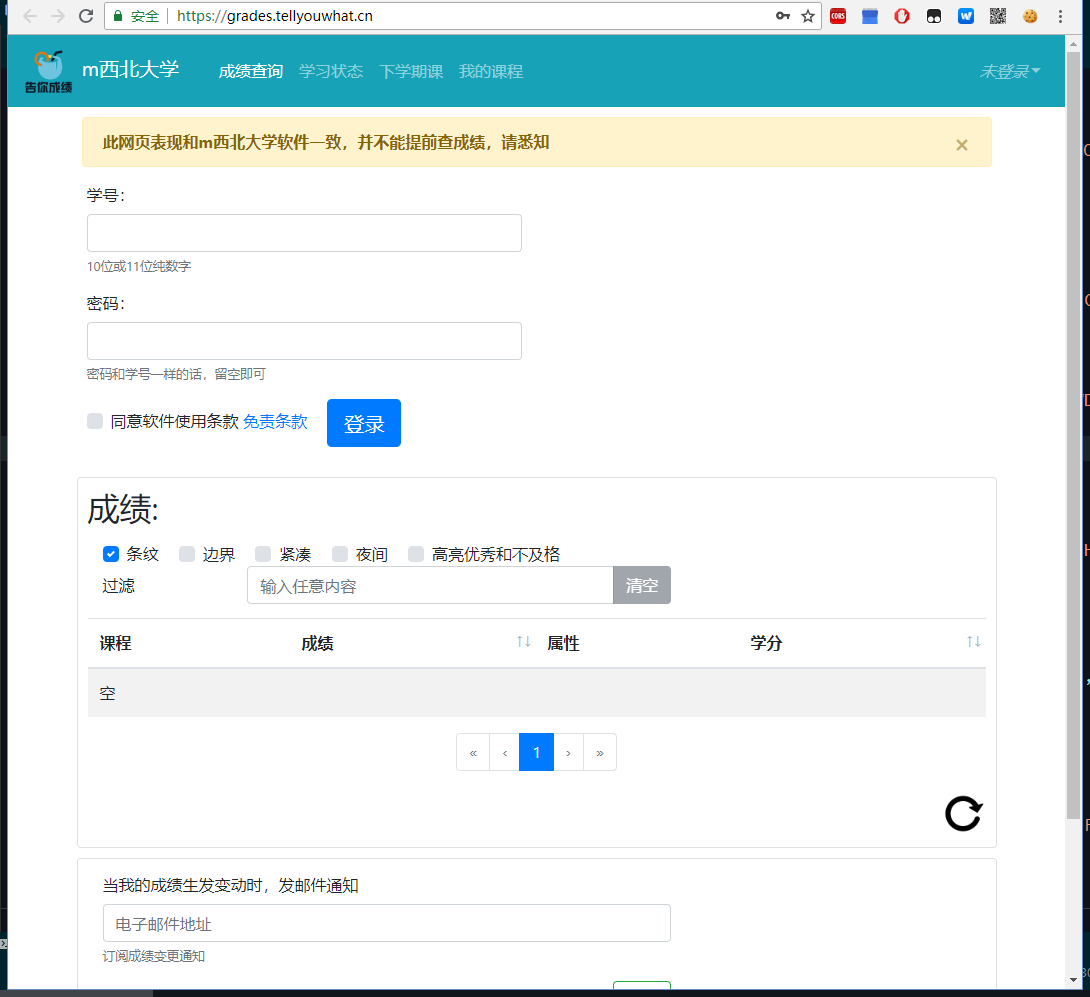 安全 https://grades.tellyouwhat.cn
告你成绩 m西北大学 成绩查询 学习状态 下学期课 我的课程 未登录
此网页表现和m西北大学软件一致，并不能提前查成绩，请悉知 ×
学号：
10位或11位纯数字
密码：
密码和学号一样的话，留空即可
同意软件使用条款 免责条款 登录
成绩:
条纹 边界 紧凑 夜间 高亮优秀和不及格
过滤 输入任意内容 清空
课程 成绩 ↑↓ 属性 学分 ↑↓
空
« ‹ 1 › »
当我的成绩生发变动时，发邮件通知
电子邮件地址
订阅成绩变更通知